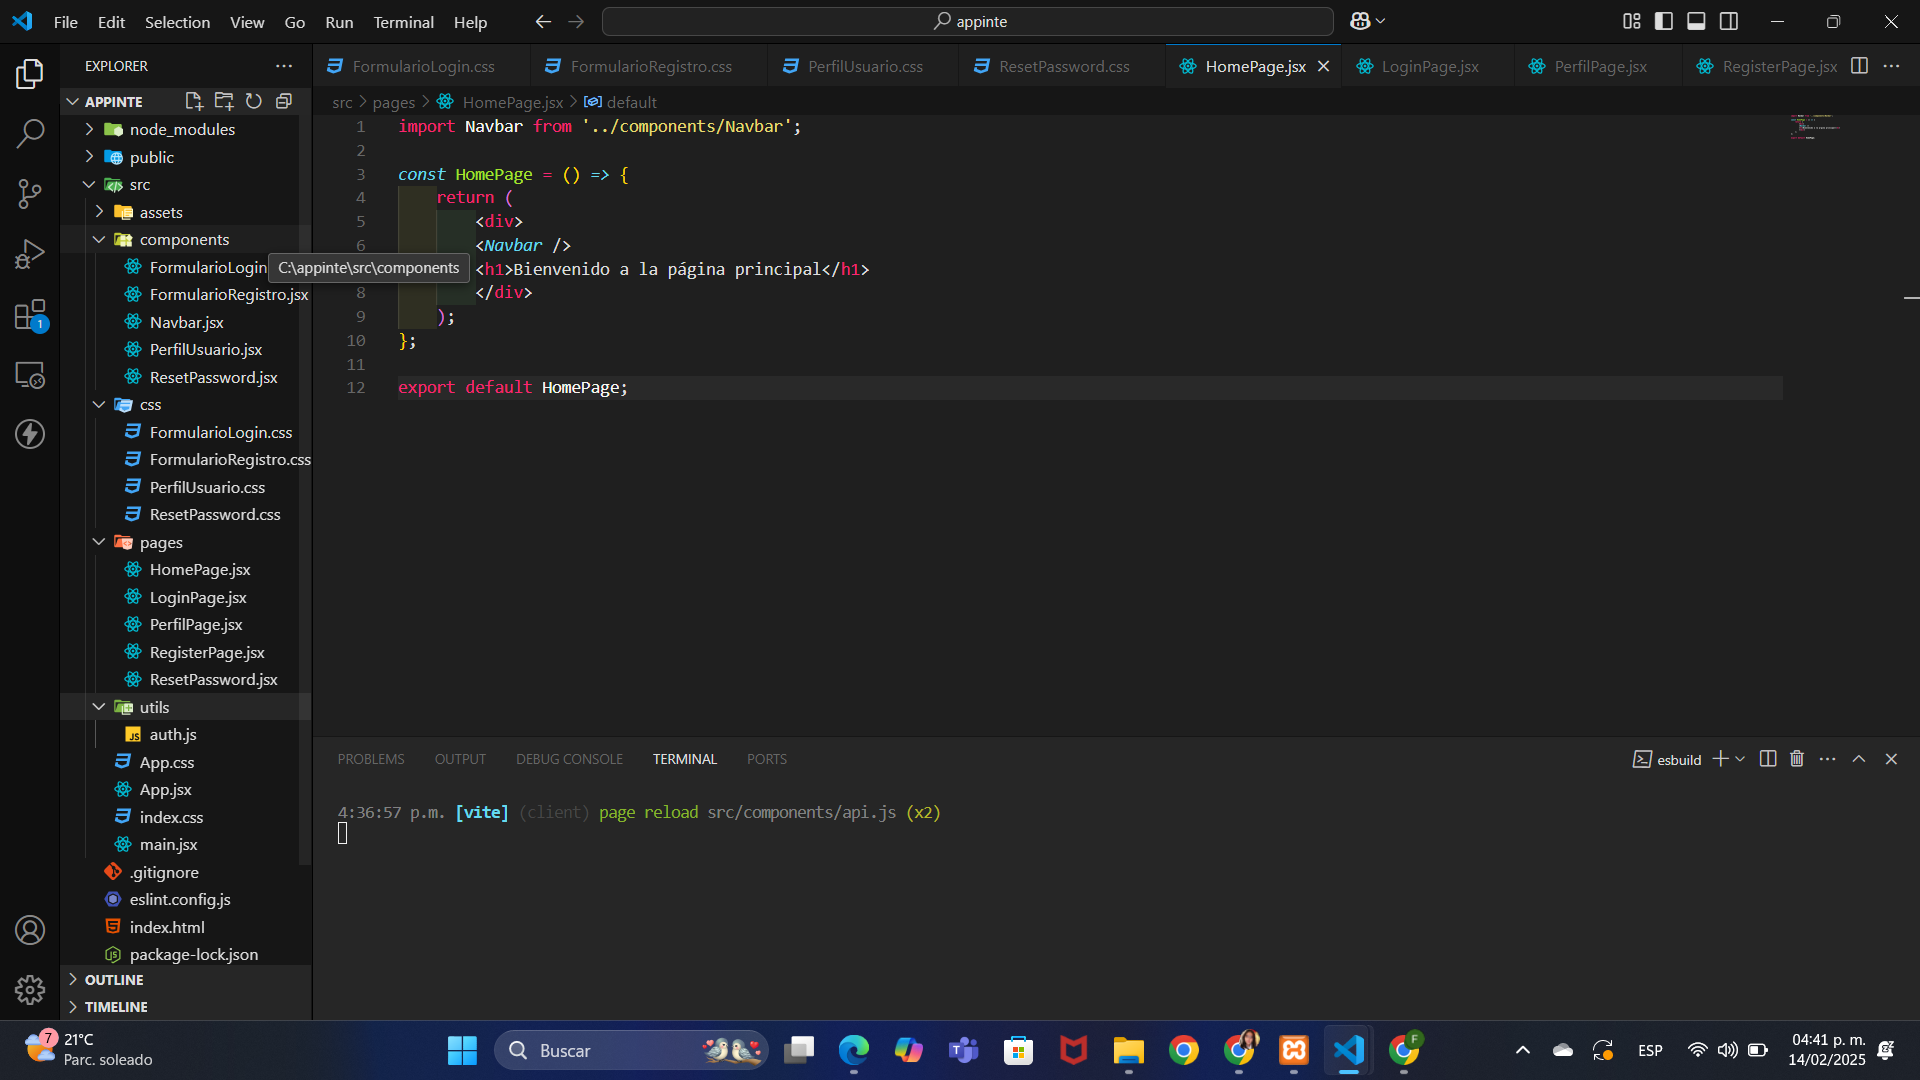 File Edit Selection View Go Run Terminal Help
appinte
EXPLORER
FormularioLogin.css FormularioRegistro.css PerfilUsuario.css ResetPassword.css HomePage.jsx LoginPage.jsx PerfilPage.jsx RegisterPage.jsx
APPINTE
src > pages > HomePage.jsx > default
node_modules
public
src
assets
components
FormularioLogin
C:\appinte\src\components
FormularioRegistro.jsx
Navbar.jsx
PerfilUsuario.jsx
ResetPassword.jsx
css
FormularioLogin.css
FormularioRegistro.css
PerfilUsuario.css
ResetPassword.css
pages
HomePage.jsx
LoginPage.jsx
PerfilPage.jsx
RegisterPage.jsx
ResetPassword.jsx
utils
JS auth.js
App.css
App.jsx
index.css
main.jsx
.gitignore
eslint.config.js
index.html
package-lock.json
OUTLINE
TIMELINE
1
1 import Navbar from '../components/Navbar';
2
3 const HomePage = () => {
4 return (
5 <div>
6 <Navbar />
<h1>Bienvenido a la página principal</h1>
8 </div>
9 );
10 };
11
12 export default HomePage;
PROBLEMS OUTPUT DEBUG CONSOLE TERMINAL PORTS
esbuild
4:36:57 p.m. [vite] (client) page reload src/components/api.js (x2)
7
21°C
Parc. soleado
Buscar
F
ESP
04:41 p. m.
14/02/2025